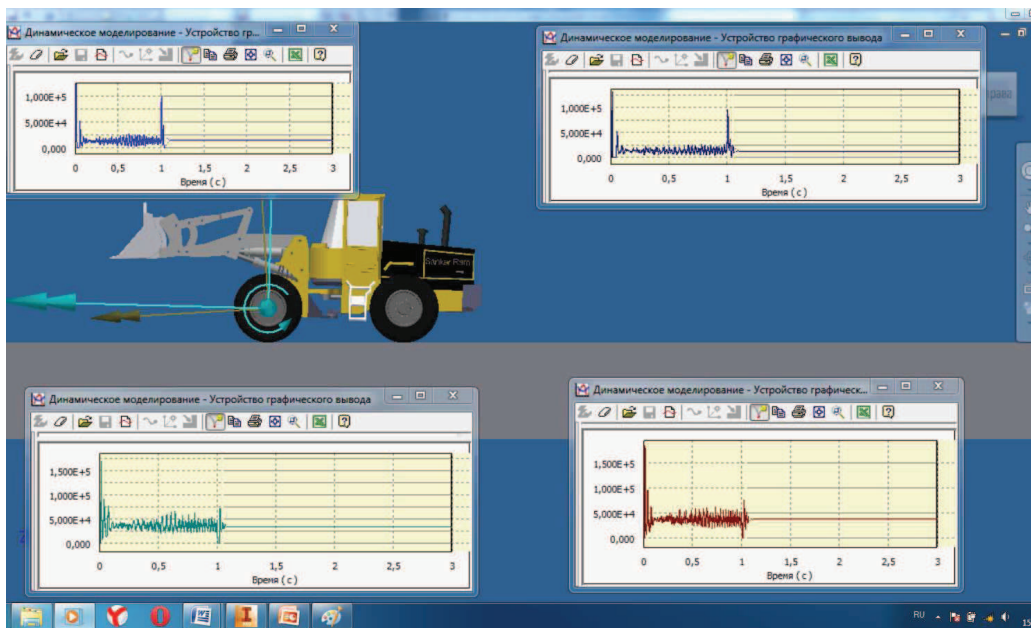 Динамическое моделирование - Устройство гр...
1,000E+5
5,000E+4
0,000
0 0,5 1 1,5 2 2,5 3
Время (с)
Динамическое моделирование - Устройство графического вывода
1,000E+5
5,000E+4
0,000
0 0,5 1 1,5 2 2,5 3
Время (с)
Динамическое моделирование - Устройство графического вывода
1,500E+5
1,000E+5
5,000E+4
0,000
0 0,5 1 1,5 2 2,5 3
Время (с)
Динамическое моделирование - Устройство графическ...
1,500E+5
1,000E+5
5,000E+4
0,000
0 0,5 1 1,5 2 2,5 3
Время (с)
RU